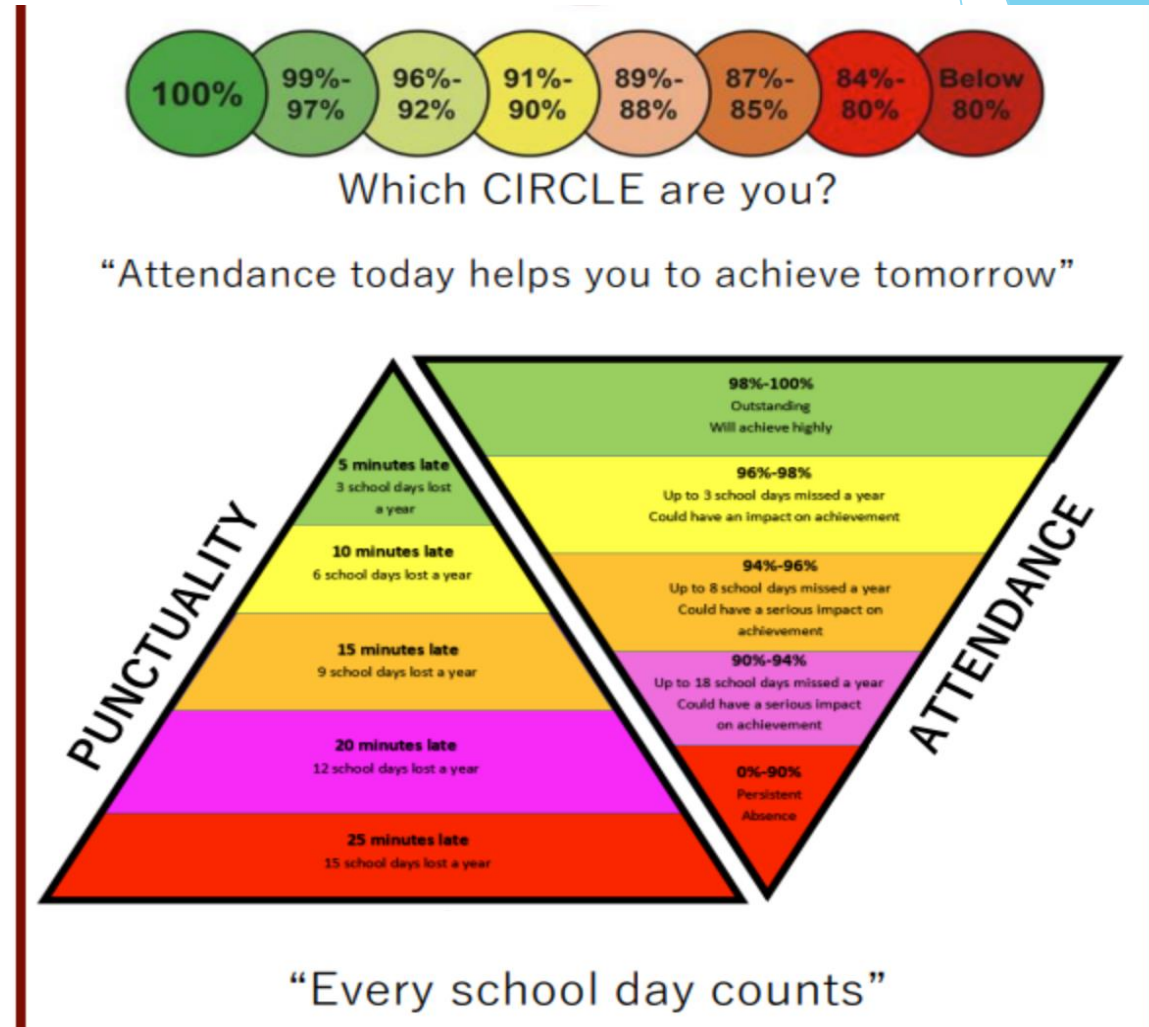 100%
99%-
97%
96%-
92%
91%-
90%
89%-
88%
87%-
85%
84%-
80%
Below
80%
Which CIRCLE are you?
“Attendance today helps you to achieve tomorrow”
PUNCTUALITY
5 minutes late
3 school days lost
a year
10 minutes late
6 school days lost a year
15 minutes late
9 school days lost a year
20 minutes late
12 school days lost a year
25 minutes late
15 school days lost a year
98%-100%
Outstanding
Will achieve highly
96%-98%
Up to 3 school days missed a year
Could have an impact on achievement
94%-96%
Up to 8 school days missed a year
Could have a serious impact on
achievement
90%-94%
Up to 18 school days missed a year
Could have a serious impact
on achievement
0%-90%
Persistent
Absence
ATTENDANCE
“Every school day counts”